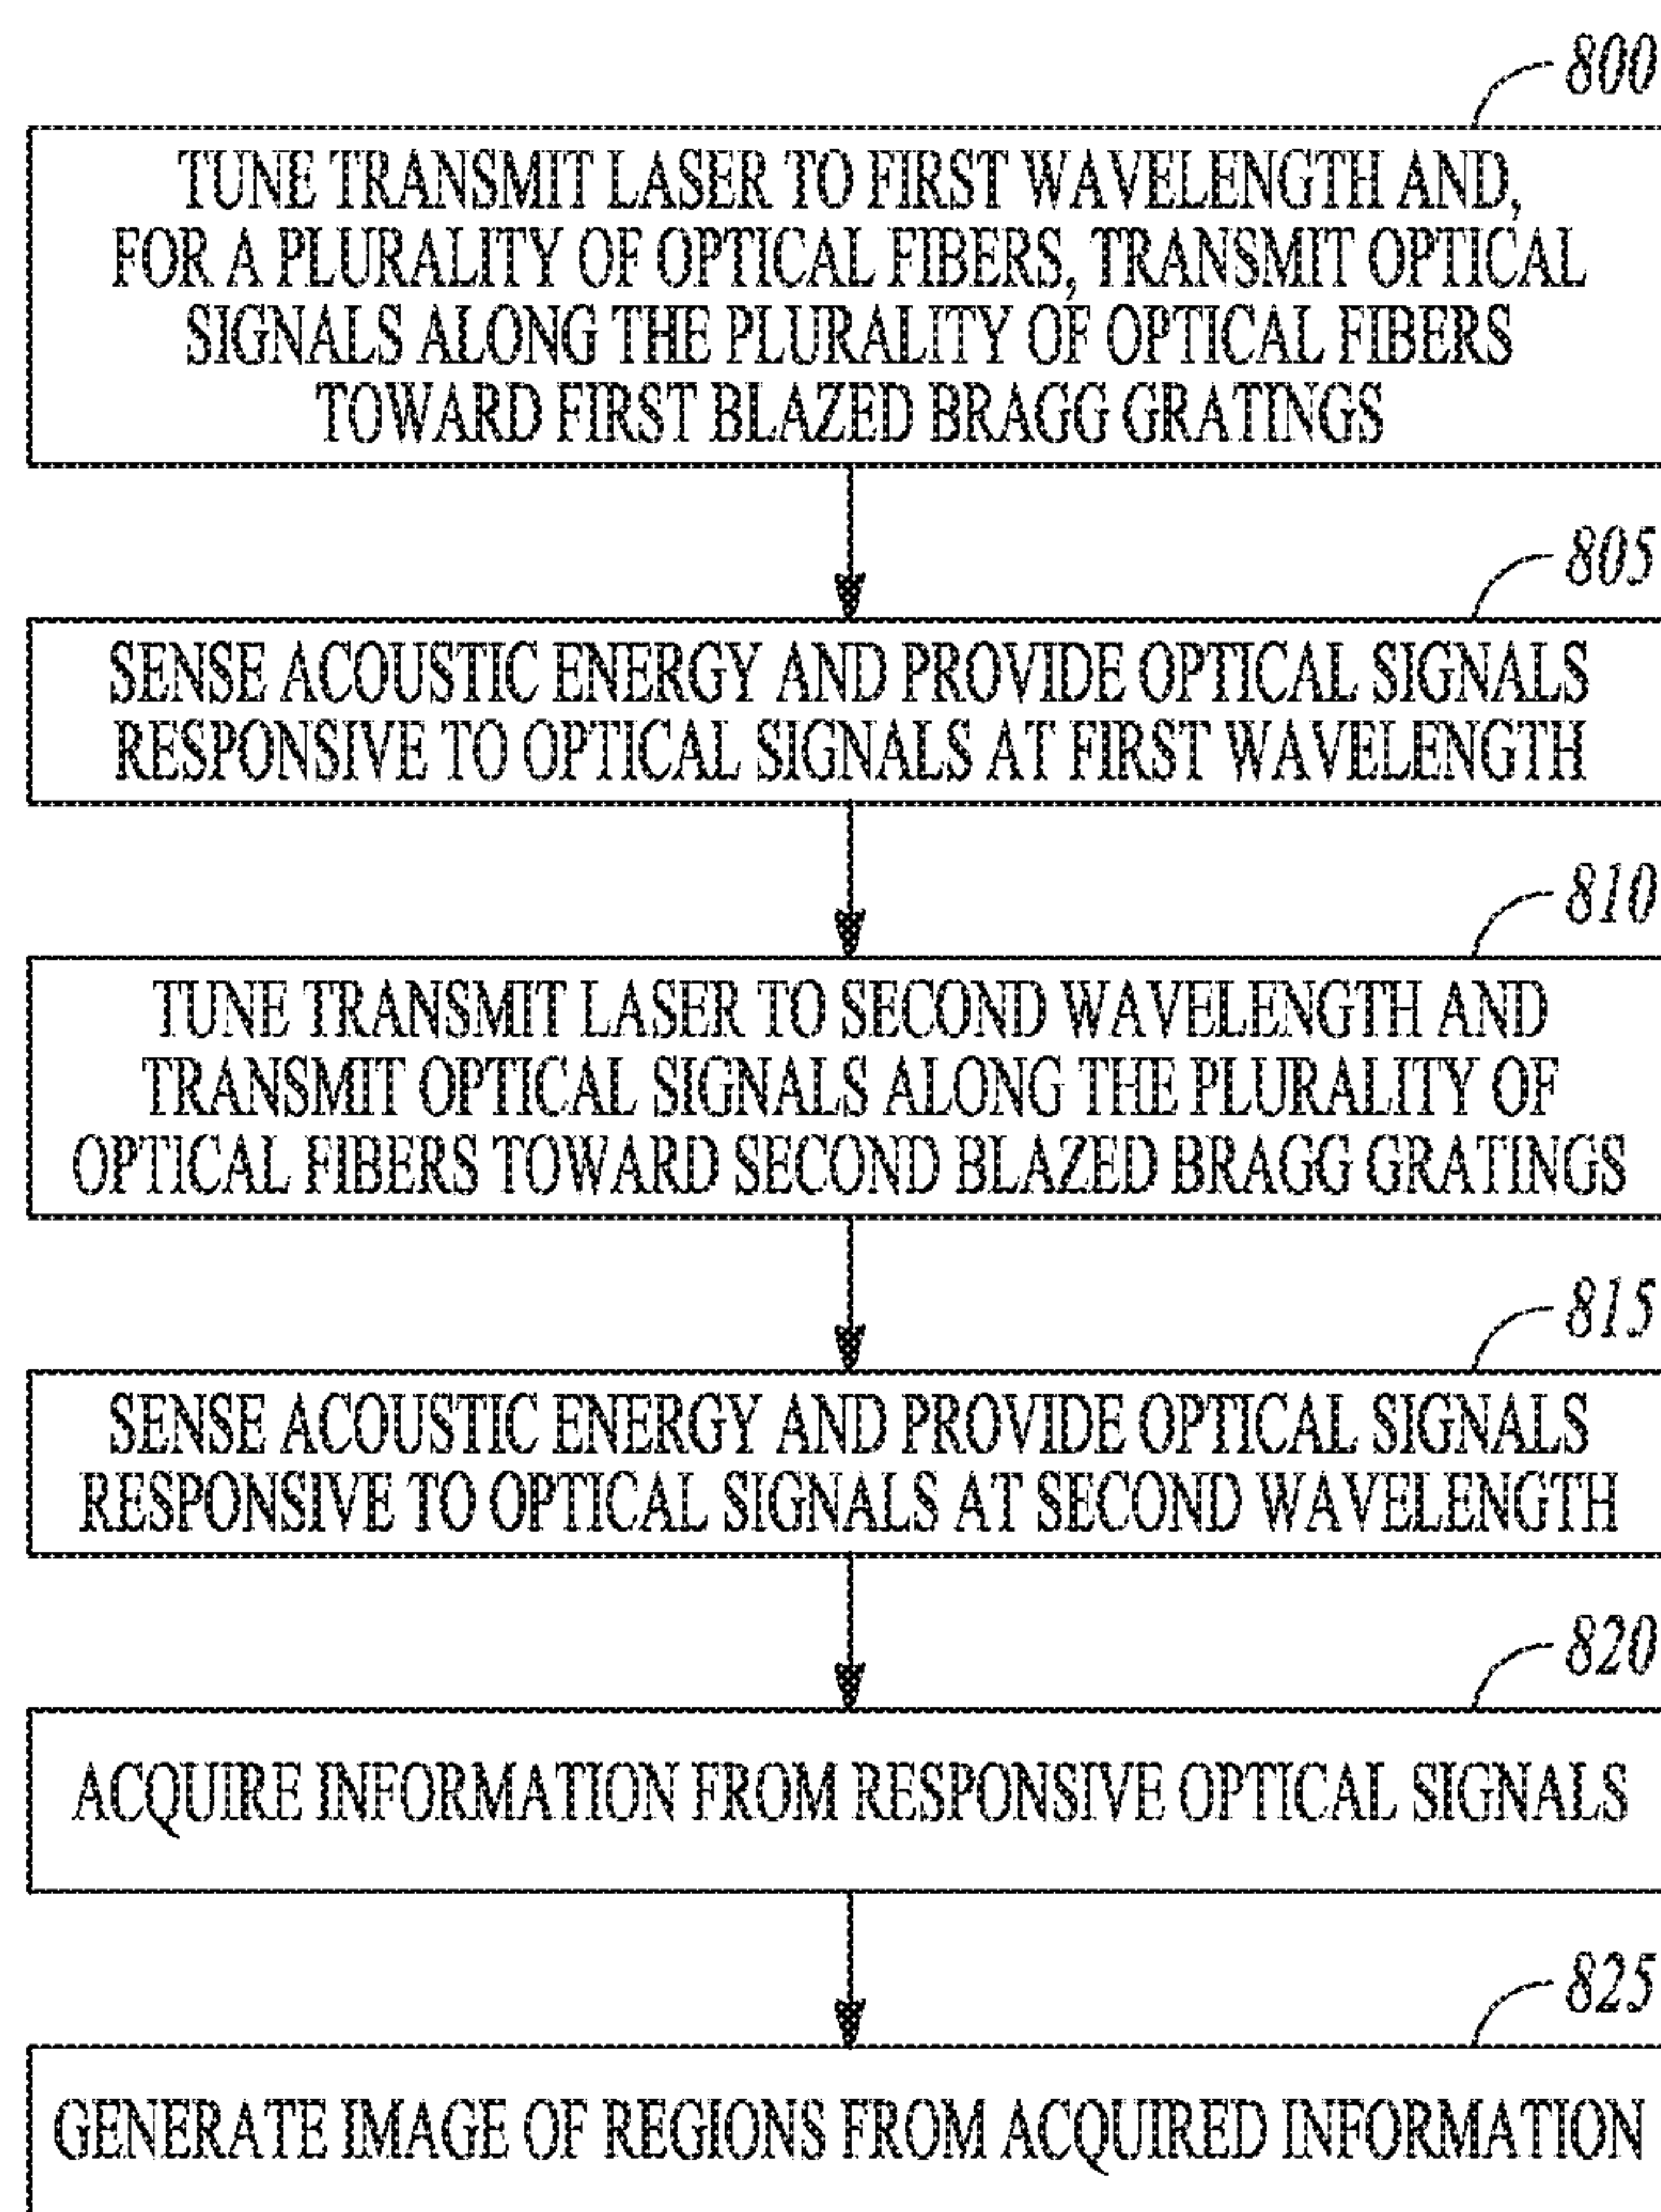 800
TUNE TRANSMIT LASER TO FIRST WAVELENGTH AND,
FOR A PLURALITY OF OPTICAL FIBERS, TRANSMIT OPTICAL
SIGNALS ALONG THE PLURALITY OF OPTICAL FIBERS
TOWARD FIRST BLAZED BRAGG GRATINGS
805
SENSE ACOUSTIC ENERGY AND PROVIDE OPTICAL SIGNALS
RESPONSIVE TO OPTICAL SIGNALS AT FIRST WAVELENGTH
810
TUNE TRANSMIT LASER TO SECOND WAVELENGTH AND
TRANSMIT OPTICAL SIGNALS ALONG THE PLURALITY OF
OPTICAL FIBERS TOWARD SECOND BLAZED BRAGG GRATINGS
815
SENSE ACOUSTIC ENERGY AND PROVIDE OPTICAL SIGNALS
RESPONSIVE TO OPTICAL SIGNALS AT SECOND WAVELENGTH
820
ACQUIRE INFORMATION FROM RESPONSIVE OPTICAL SIGNALS
825
GENERATE IMAGE OF REGIONS FROM ACQUIRED INFORMATION